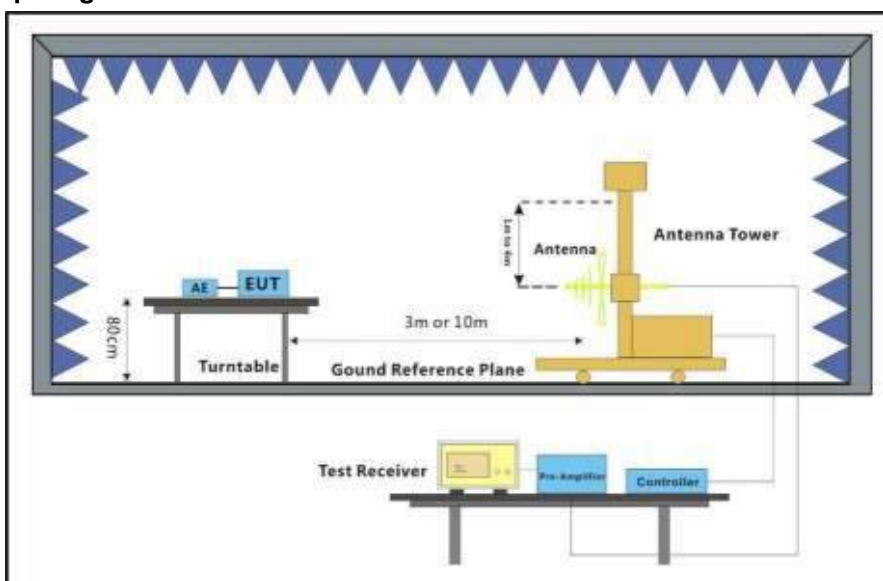 1m to 4m
Antenna
Antenna Tower
AE
EUT
80cm
3m or 10m
Turntable
Gound Reference Plane
Test Receiver
Pre-Amplifier
Controller